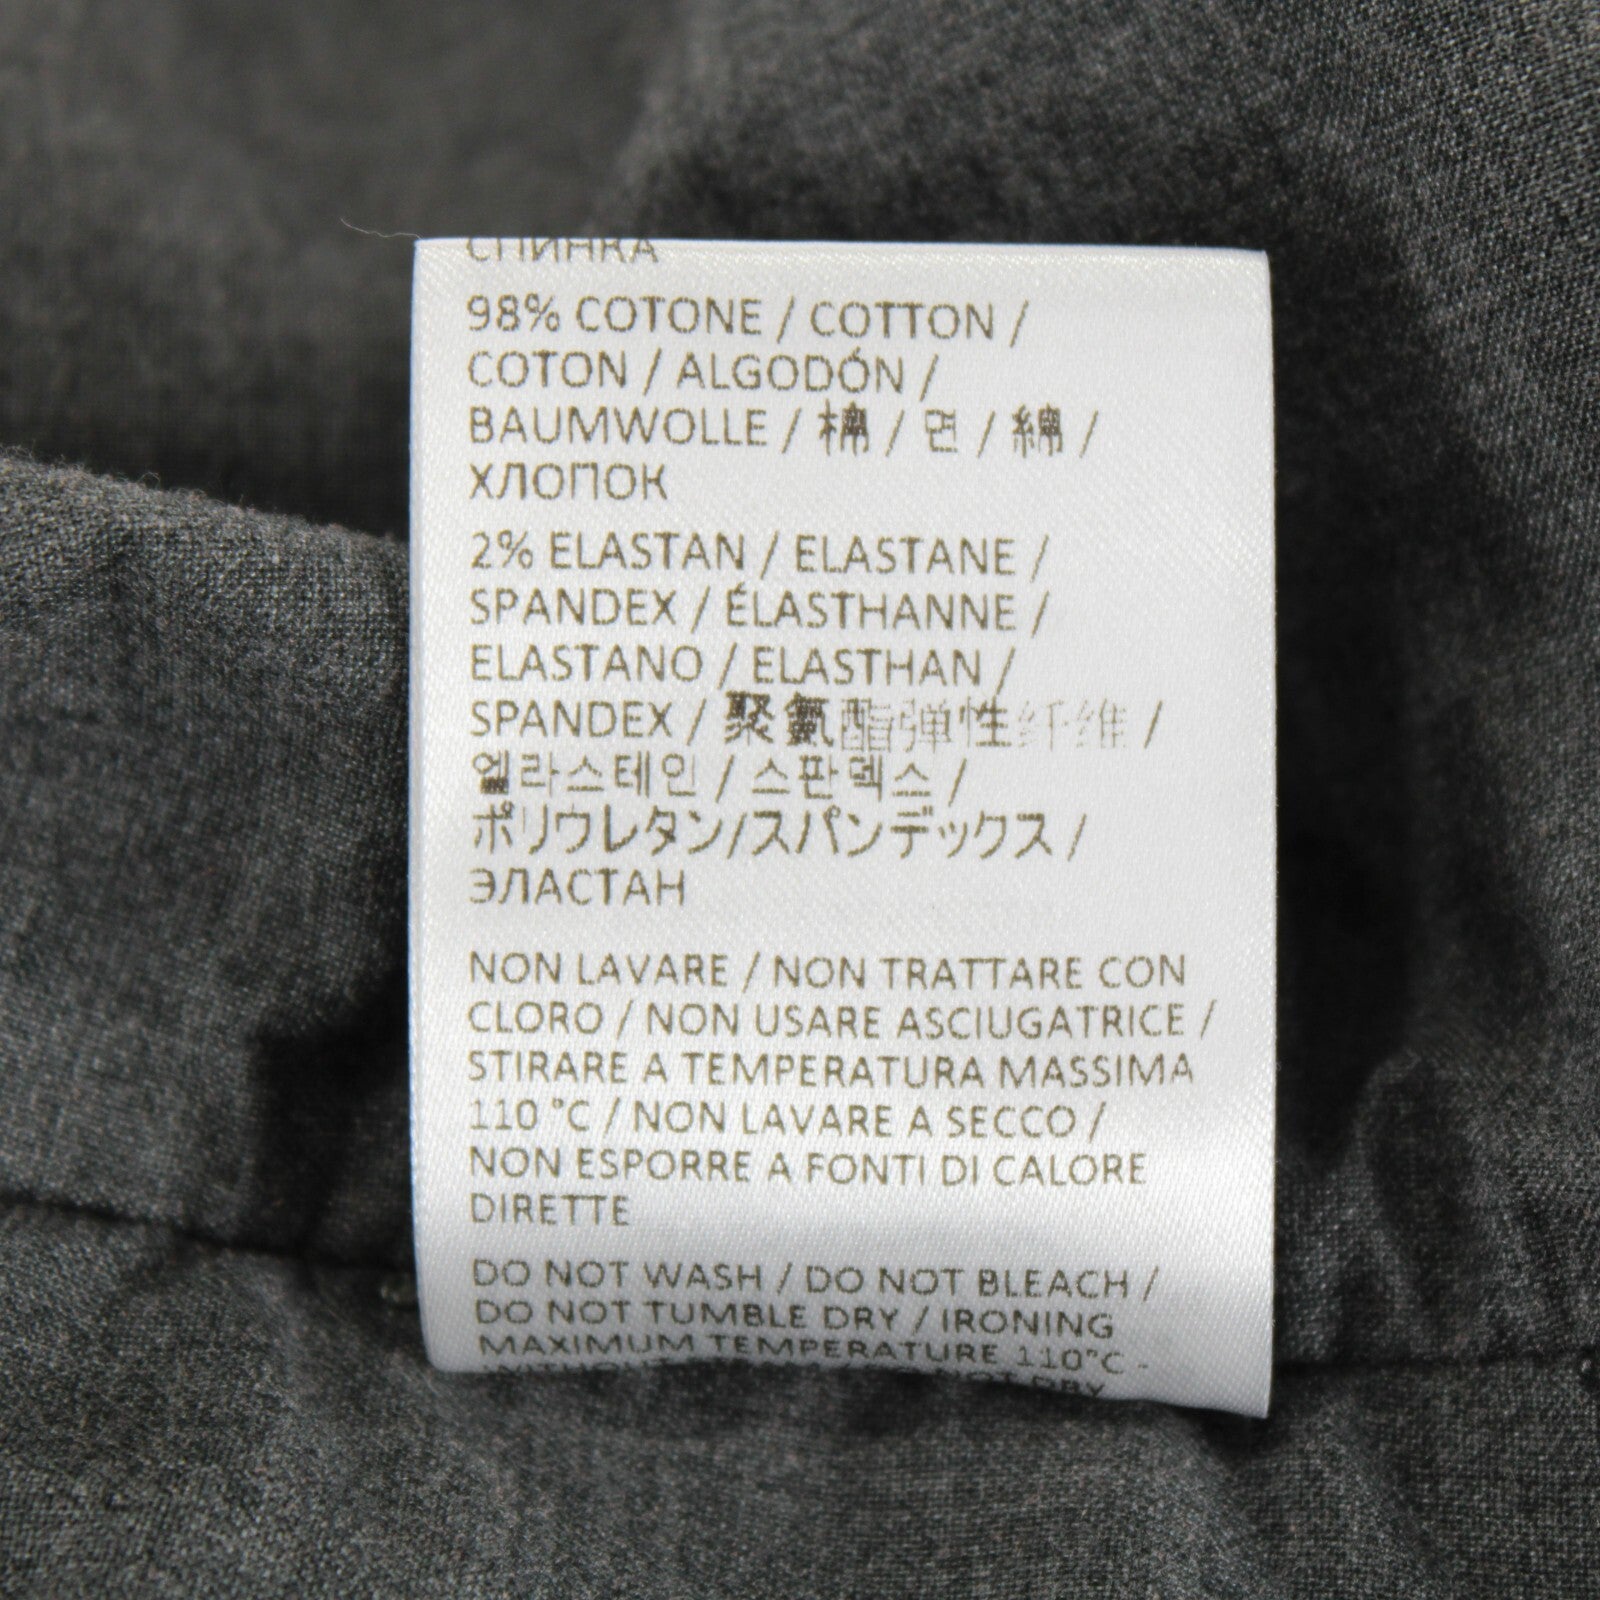 СПИНКА
98% COTONE / COTTON /
COTON / ALGODÓN /
BAUMWOLLE / 棉 / 면 / 綿 /
ХЛОПОК
2% ELASTAN / ELASTANE /
SPANDEX / ÉLASTHANNE /
ELASTANO / ELASTHAN /
SPANDEX / 聚氨酯弹性纤维 /
엘라스테인 / 스판덱스 /
ポリウレタン/スパンデックス /
ЭЛАСТАН
NON LAVARE / NON TRATTARE CON
CLORO / NON USARE ASCIUGATRICE /
STIRARE A TEMPERATURA MASSIMA
110 °C / NON LAVARE A SECCO /
NON ESPORRE A FONTI DI CALORE
DIRETTE
DO NOT WASH / DO NOT BLEACH /
DO NOT TUMBLE DRY / IRONING
MAXIMUM TEMPERATURE 110°C -
WITHOUT NOT DRY